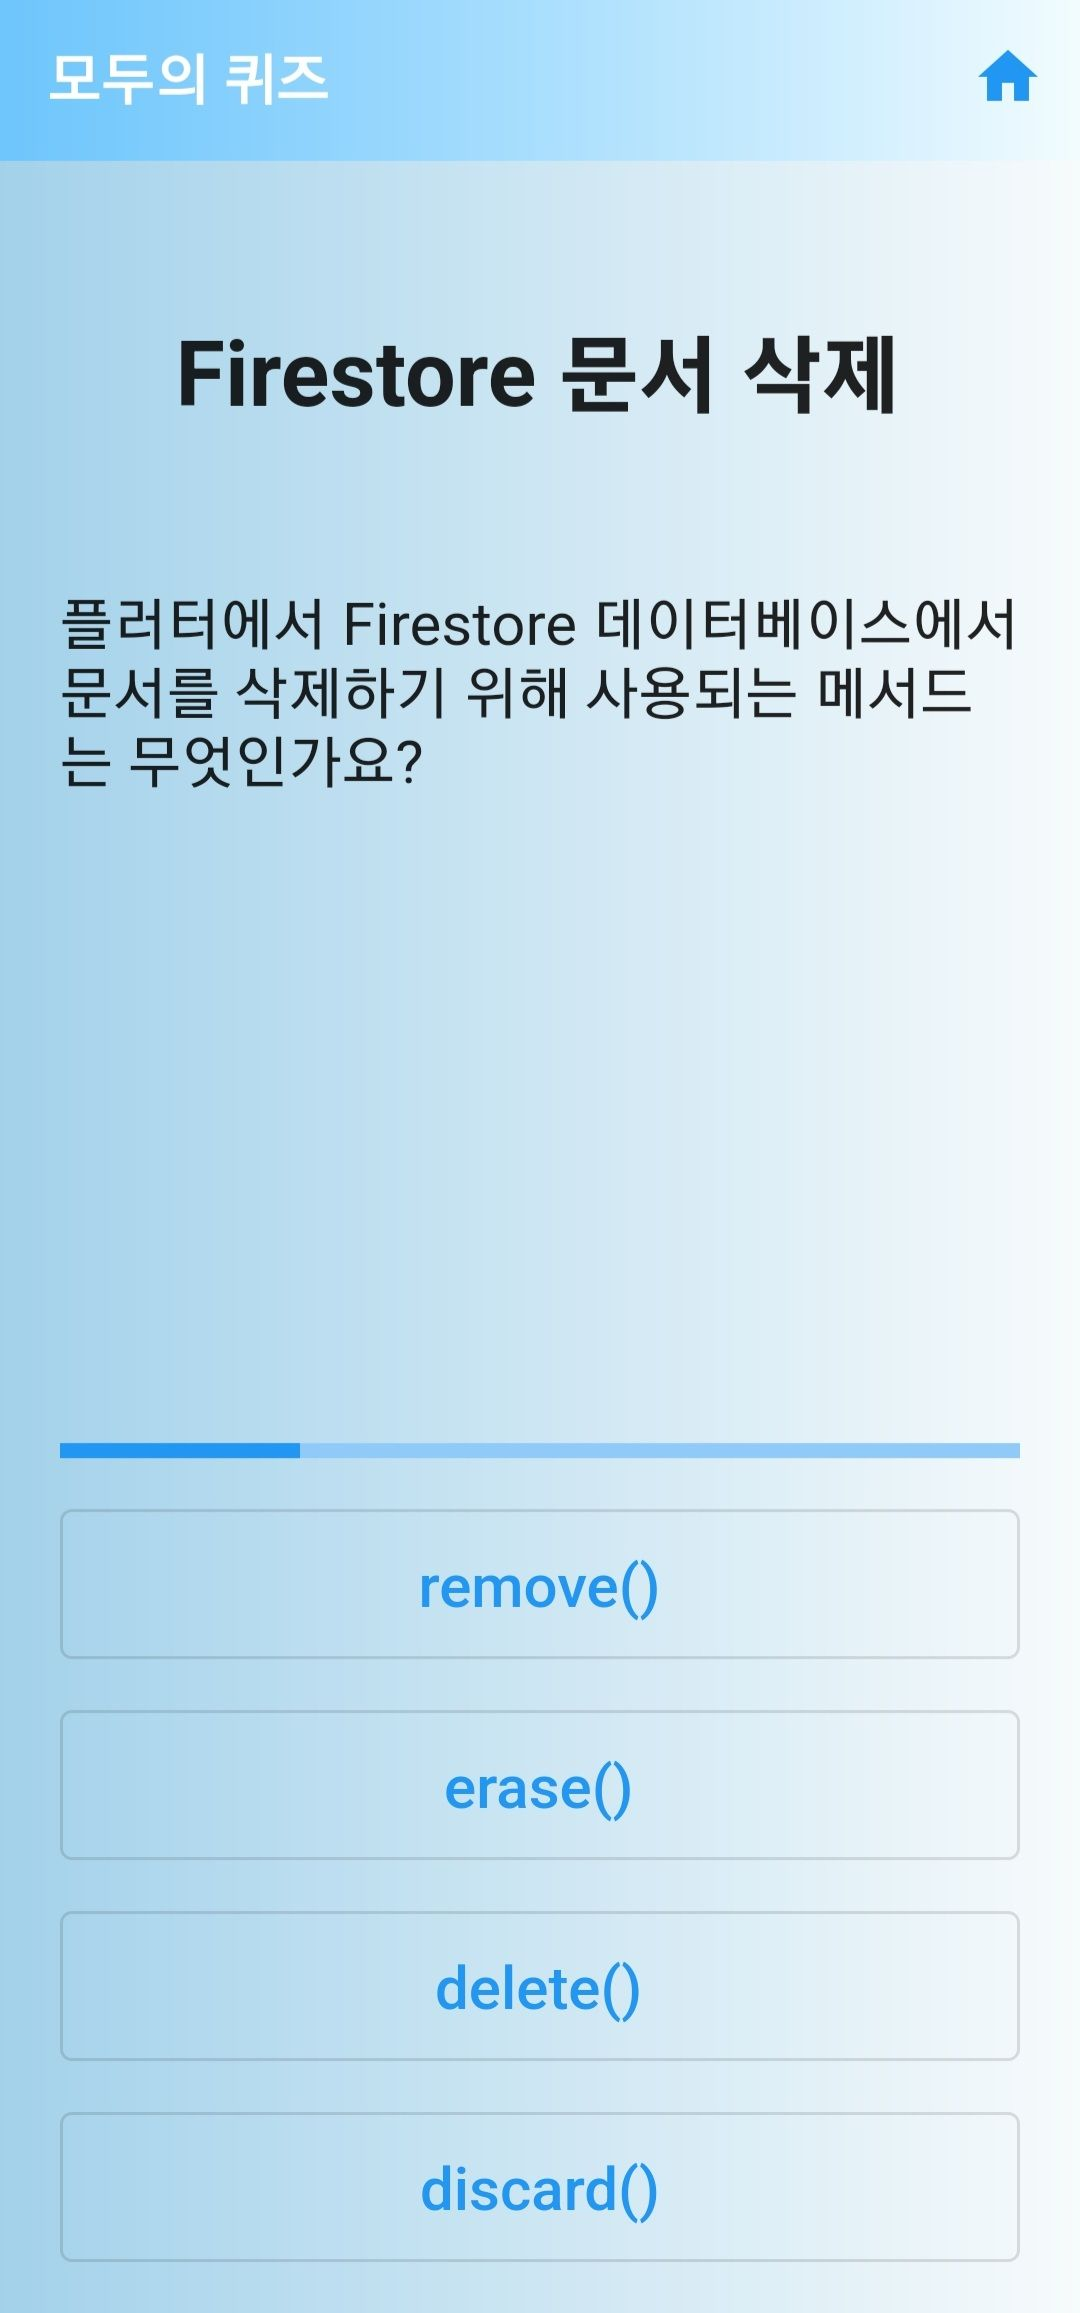 모두의 퀴즈
Firestore 문서 삭제
플러터에서 Firestore 데이터베이스에서
문서를 삭제하기 위해 사용되는 메서드
는 무엇인가요?
remove()
erase()
delete()
discard()